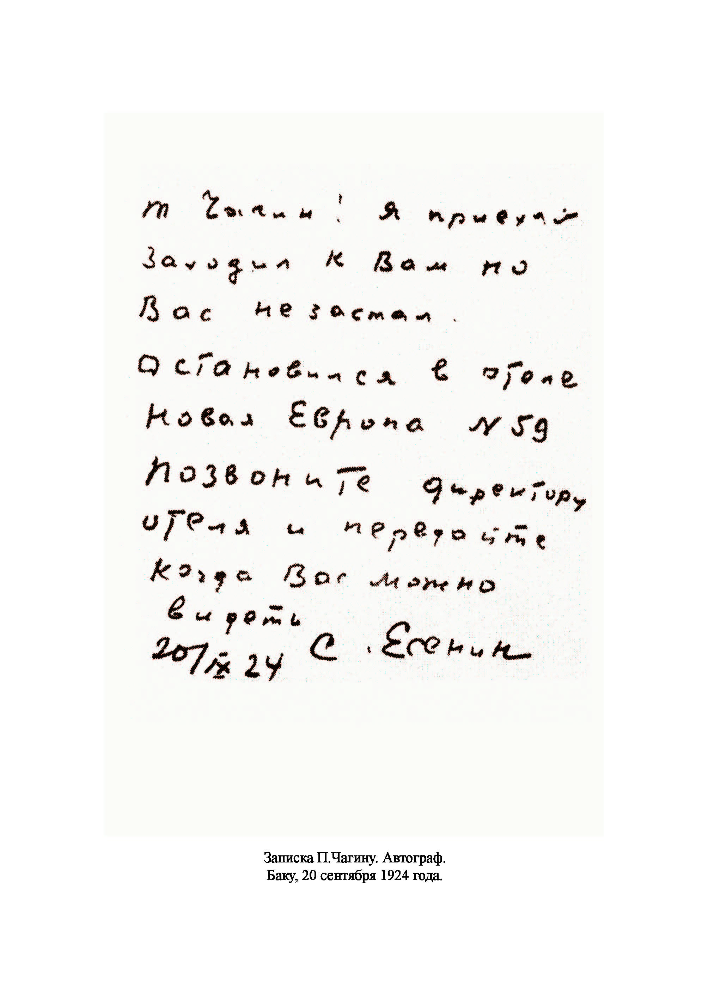 т Чагин! Я приехал
Заходил к Вам но
Вас не застал.
Остановился в отеле
Новая Европа N 59
Позвоните директору
отеля и передайте
когда Вас можно
видеть
20/IX 24 С. Есенин
Записка П.Чагину. Автограф.
Баку, 20 сентября 1924 года.